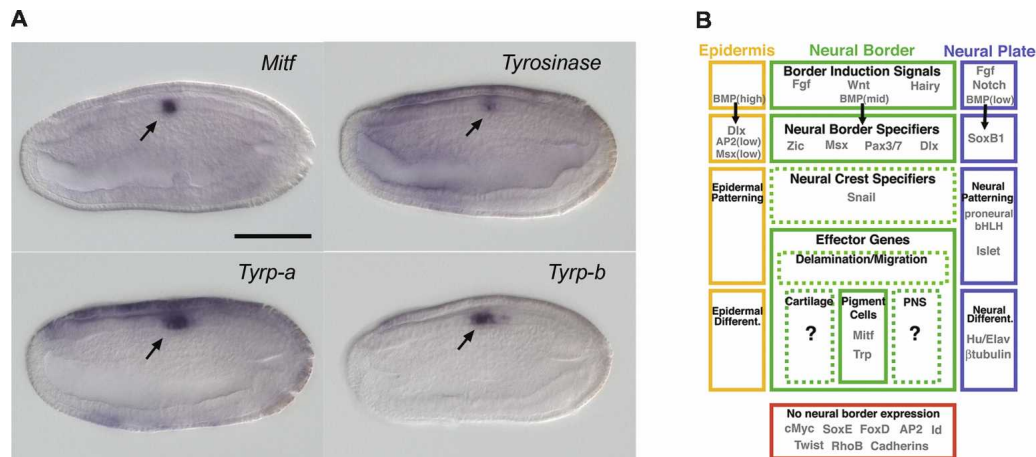 A
Mitf
Tyrosinase
Tyrp-a
Tyrp-b
B
Epidermis
Neural Border
Neural Plate
BMP(high)
Border Induction Signals
Fgf Wnt Hairy
BMP(mid)
Fgf
Notch
BMP(low)
Dlx
AP2(low)
Msx(low)
Neural Border Specifiers
Zic Msx Pax3/7 Dlx
SoxB1
Epidermal
Patterning
Neural Crest Specifiers
Snail
Neural
Patterning
proneural
bHLH
Islet
Effector Genes
Delamination/Migration
Epidermal
Different.
Cartilage
?
Pigment
Cells
Mitf
Trp
PNS
?
Neural
Different.
Hu/Elav
βtubulin
No neural border expression
cMyc SoxE FoxD AP2 Id
Twist RhoB Cadherins